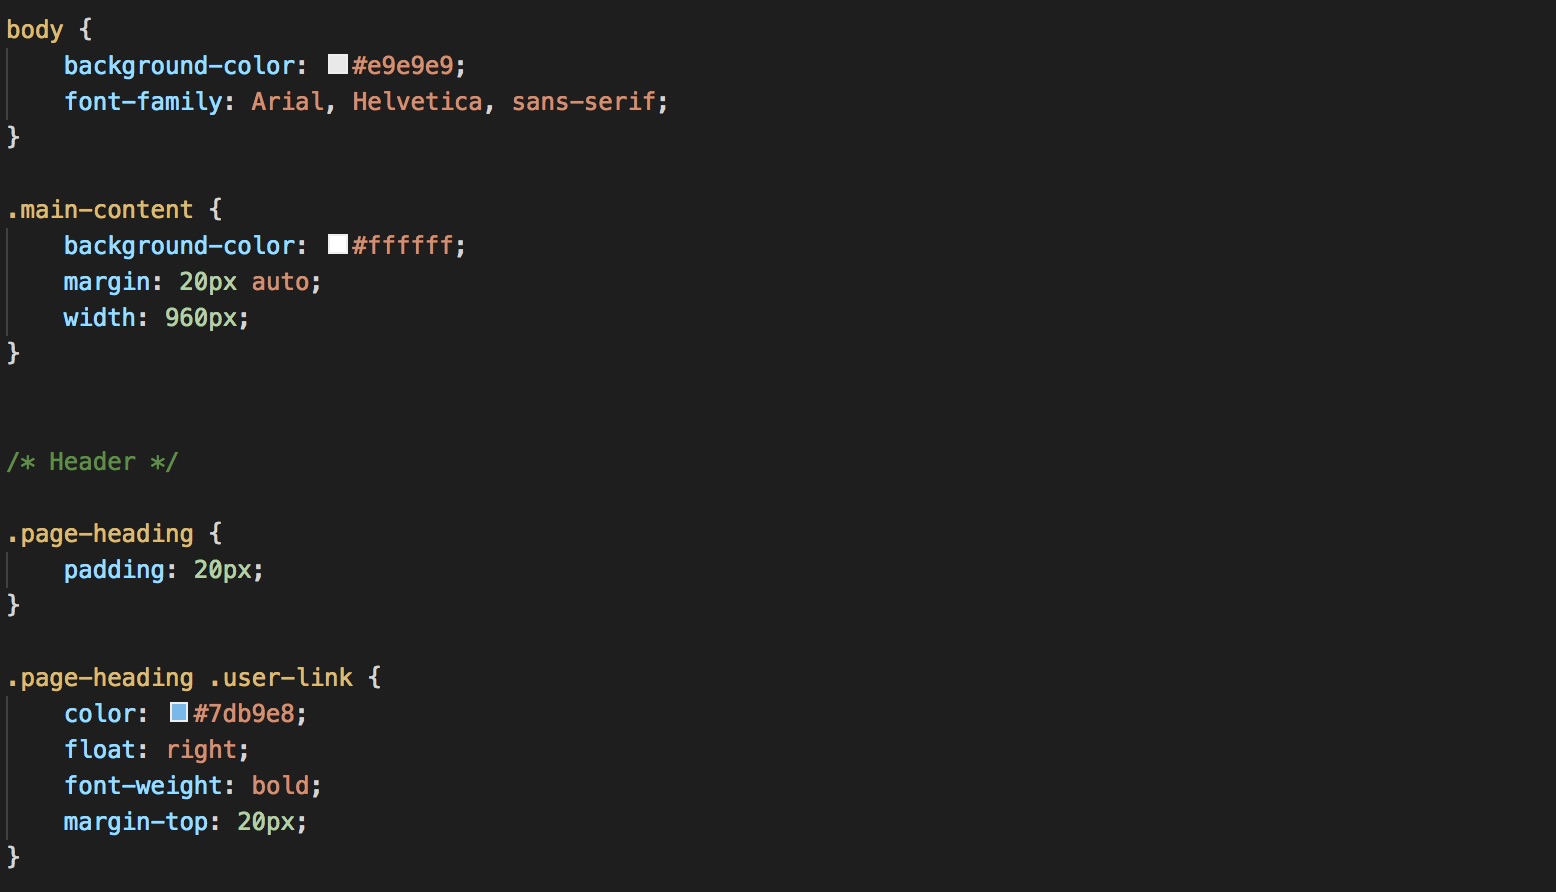 body {
    background-color: #e9e9e9;
    font-family: Arial, Helvetica, sans-serif;
}

.main-content {
    background-color: #ffffff;
    margin: 20px auto;
    width: 960px;
}

/* Header */

.page-heading {
    padding: 20px;
}

.page-heading .user-link {
    color: #7db9e8;
    float: right;
    font-weight: bold;
    margin-top: 20px;
}